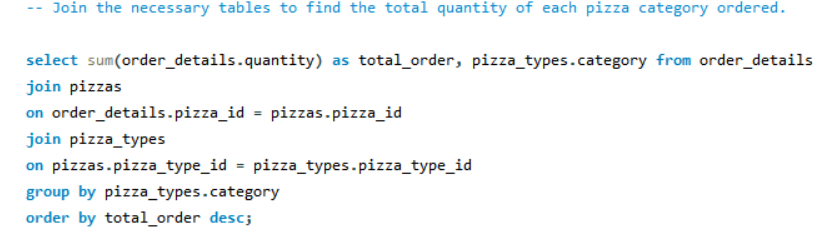 -- Join the necessary tables to find the total quantity of each pizza category ordered.
select sum(order_details.quantity) as total_order, pizza_types.category from order_details
join pizzas
on order_details.pizza_id = pizzas.pizza_id
join pizza_types
on pizzas.pizza_type_id = pizza_types.pizza_type_id
group by pizza_types.category
order by total_order desc;